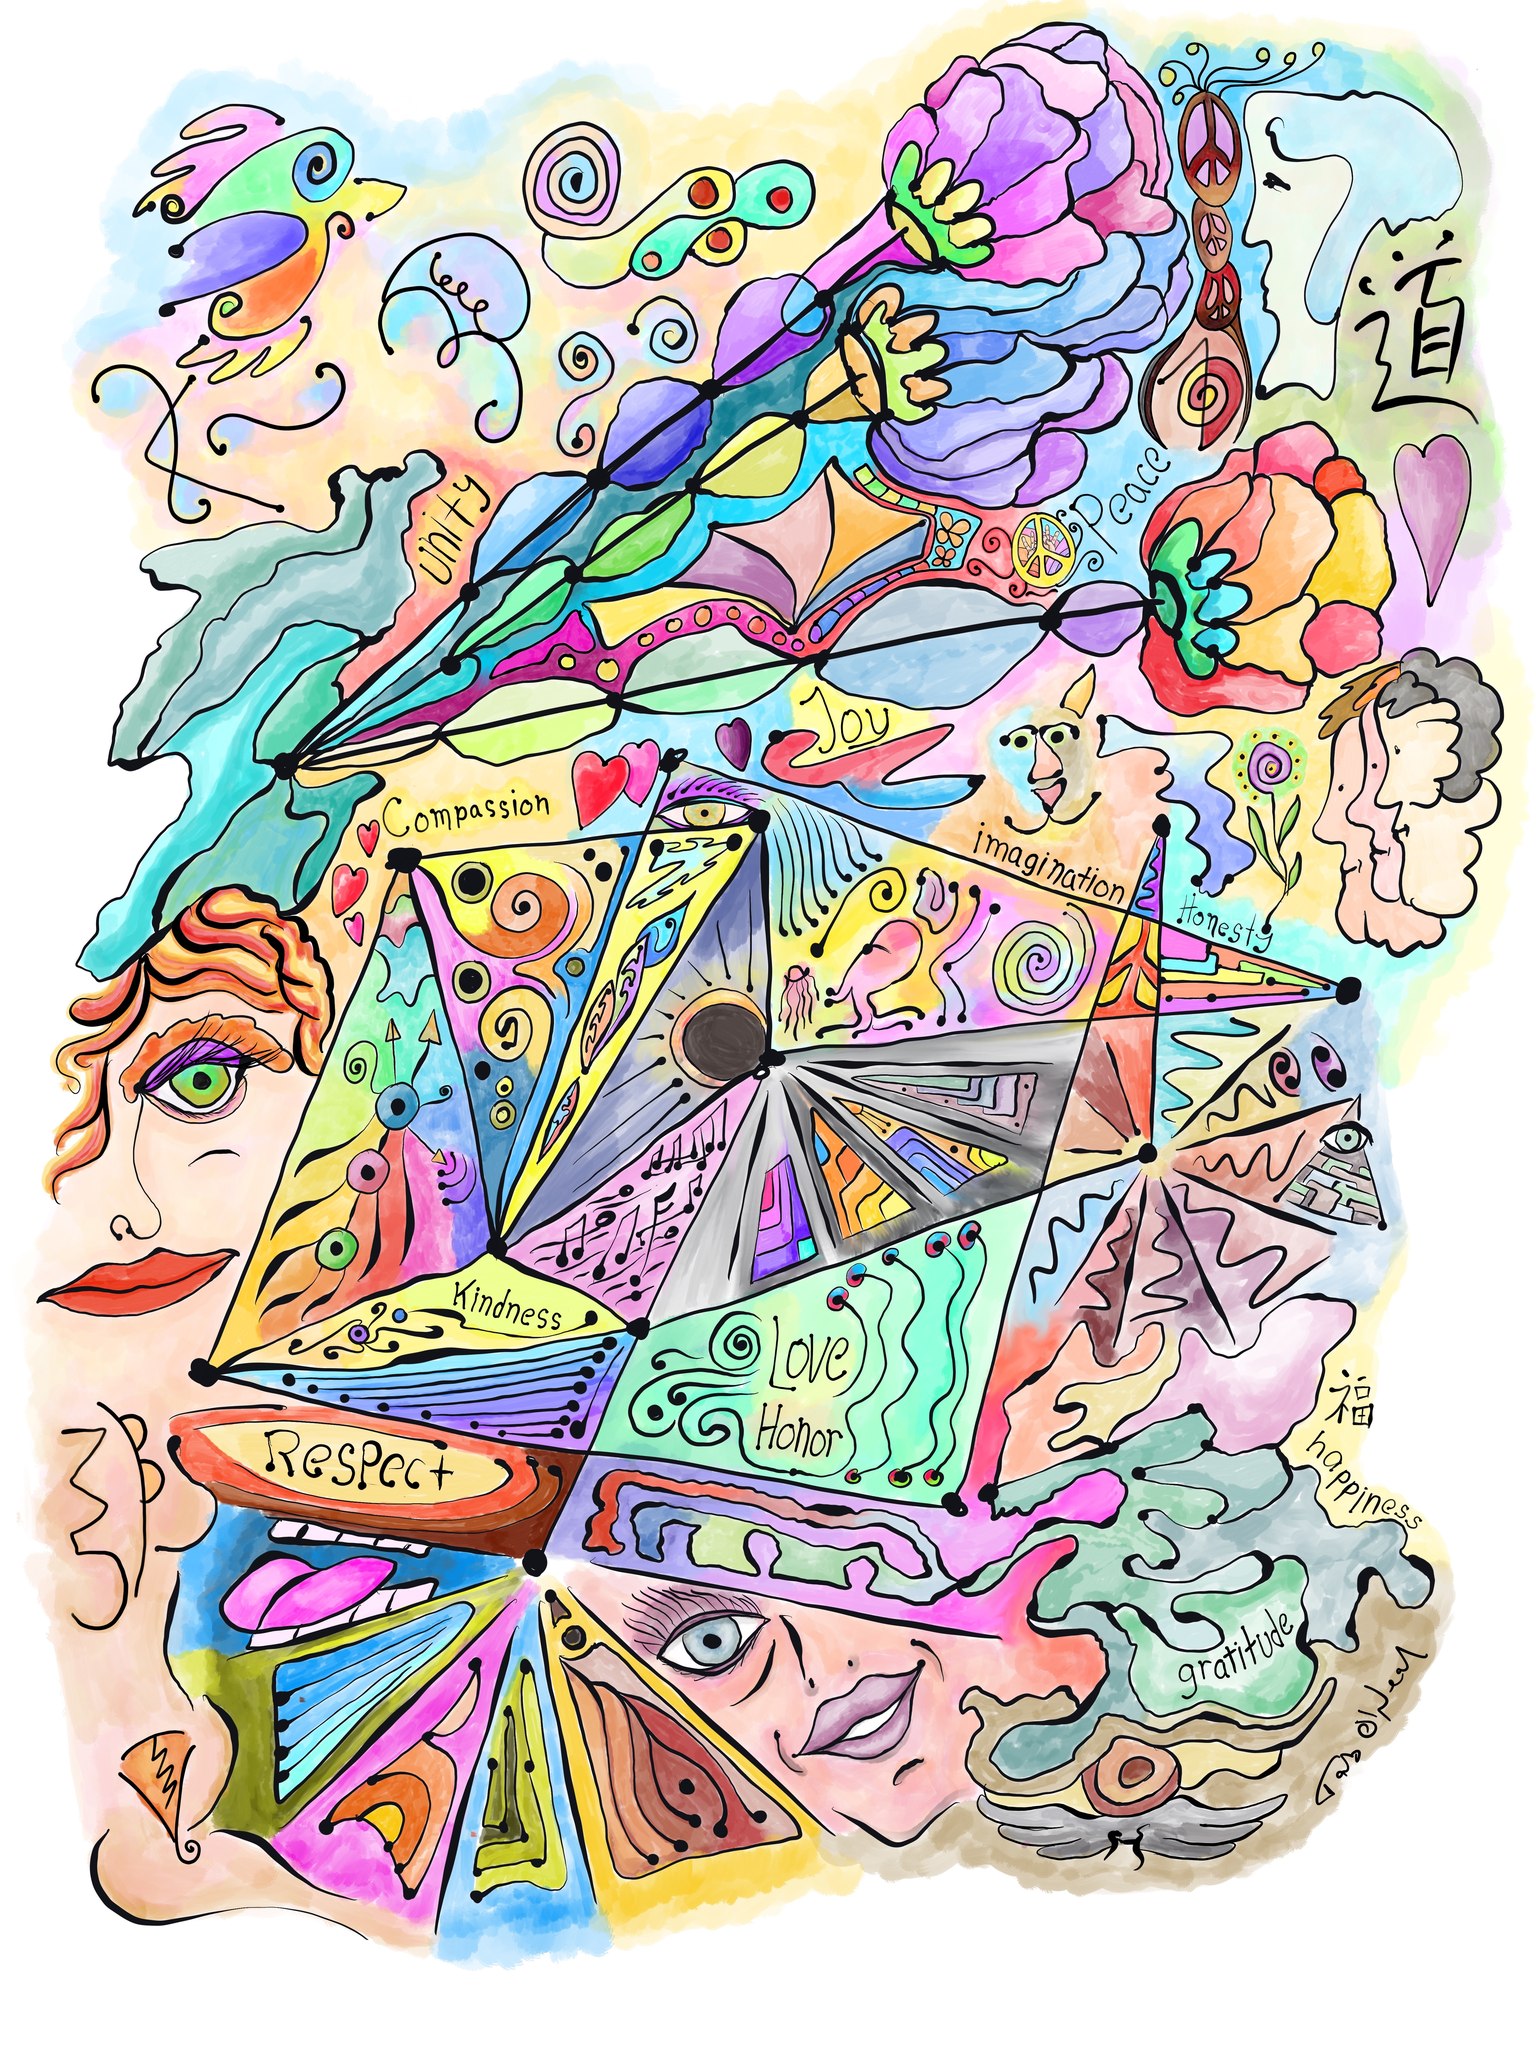 道
Unity
Peace
Joy
Compassion
imagination
Honesty
Kindness
Love
Honor
福
happiness
Respect
gratitude